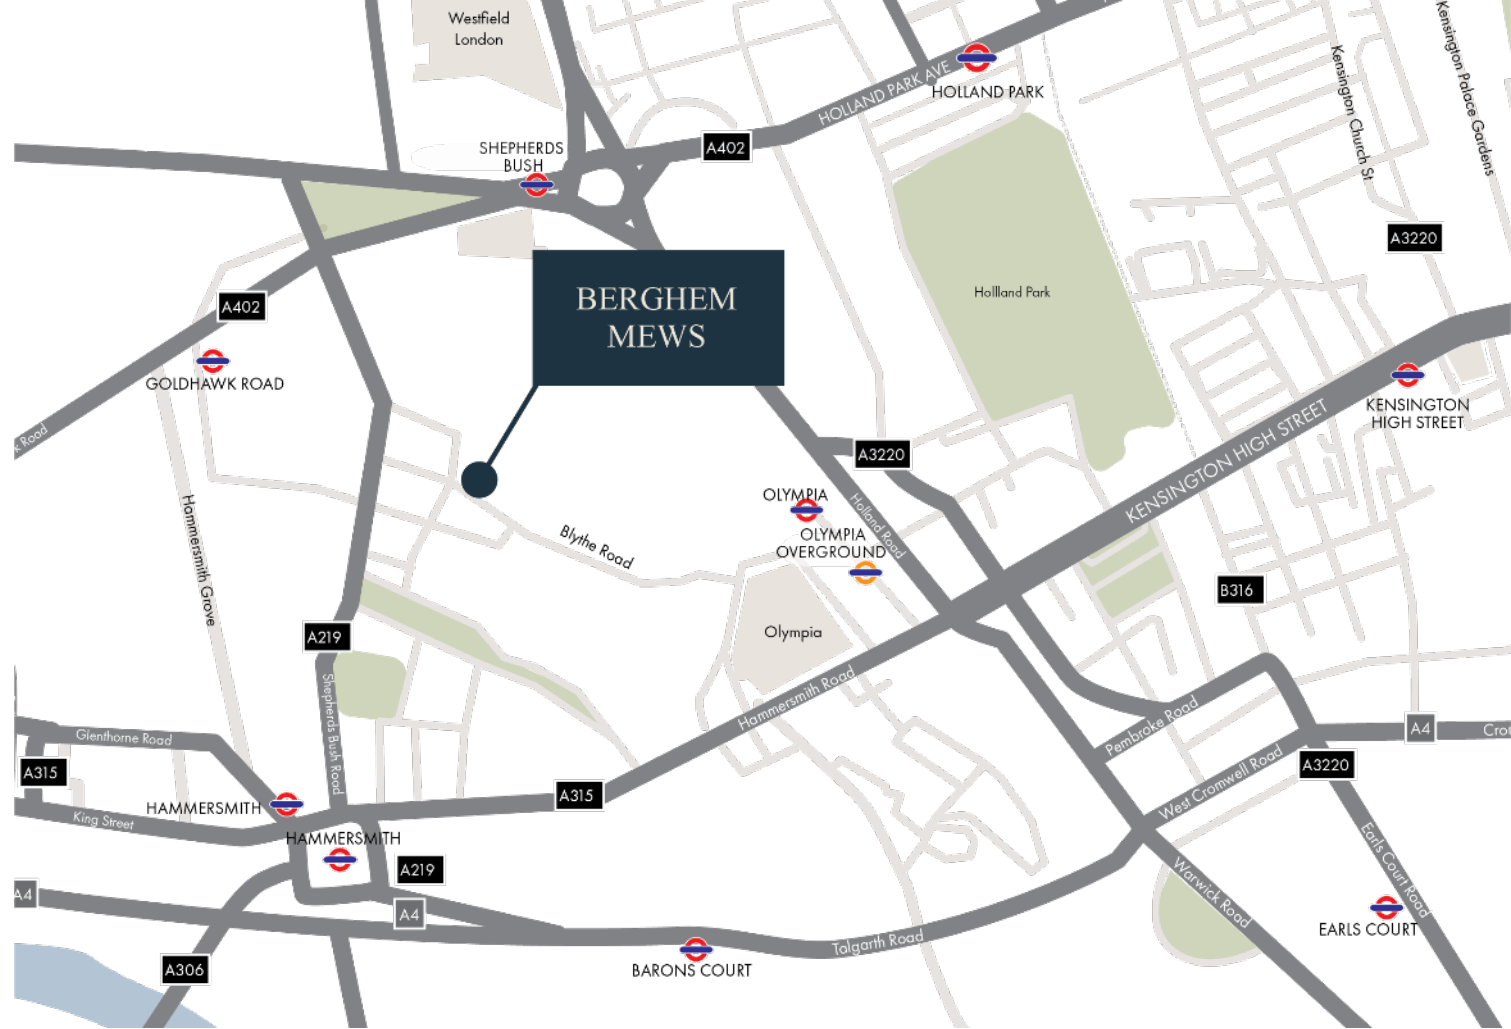 Westfield
London
HOLLAND PARK AVE
HOLLAND PARK
Kensington Church St
Kensington Palace Gardens
SHEPHERDS
BUSH
A402
A3220
BERGHEM
MEWS
Hollland Park
A402
GOLDHAWK ROAD
k Road
KENSINGTON
HIGH STREET
KENSINGTON HIGH STREET
A3220
OLYMPIA
Holland Road
OLYMPIA
OVERGROUND
Hammersmith Grove
Blythe Road
B316
A219
Olympia
Shepherds Bush Road
Hammersmith Road
Pembroke Road
Glenthorne Road
A4
Cro
A315
A3220
West Cromwell Road
A315
HAMMERSMITH
King Street
HAMMERSMITH
A219
Earls Court Road
Warwick Road
A4
A4
EARLS COURT
Talgarth Road
A306
BARONS COURT